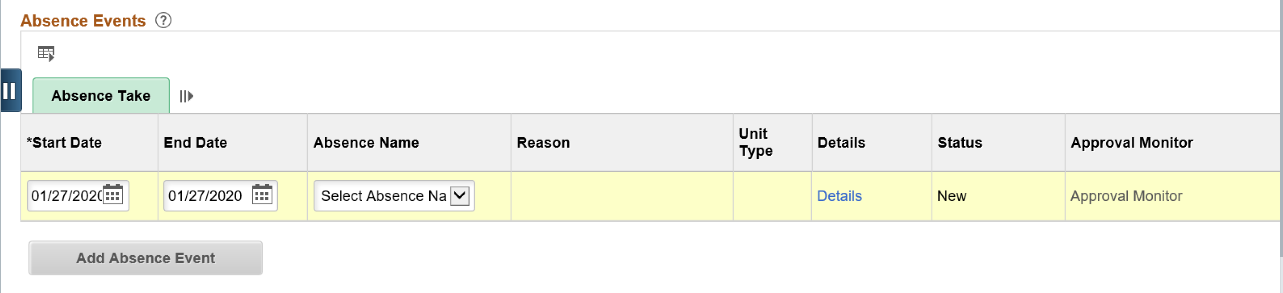 Absence Events ?
Absence Take
*Start Date End Date Absence Name Reason Unit Type Details Status Approval Monitor
01/27/2020 01/27/2020 Select Absence Na Details New Approval Monitor
Add Absence Event